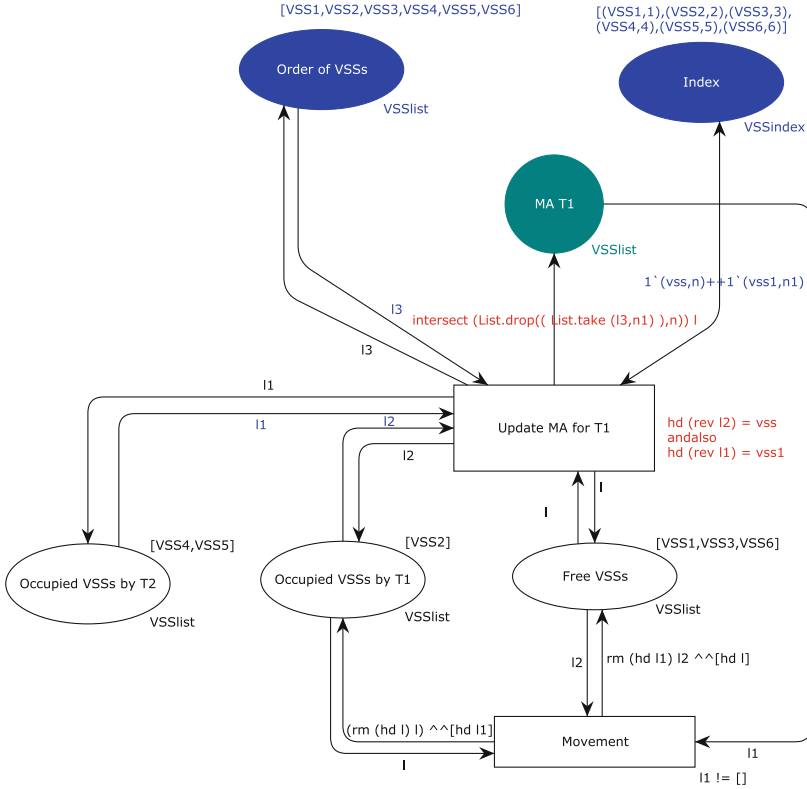 [VSS1,VSS2,VSS3,VSS4,VSS5,VSS6]
[(VSS1,1),(VSS2,2),(VSS3,3),
(VSS4,4),(VSS5,5),(VSS6,6)]
Order of VSSs
Index
VSSlist
VSSindex
MA T1
VSSlist
1`(vss,n)++1`(vss1,n1)
l3
intersect (List.drop(( List.take (l3,n1) ),n)) l
l3
l1
l1
l2
l2
Update MA for T1
hd (rev l2) = vss
andalso
hd (rev l1) = vss1
l
l
[VSS4,VSS5]
[VSS2]
[VSS1,VSS3,VSS6]
Occupied VSSs by T2
Occupied VSSs by T1
Free VSSs
VSSlist
VSSlist
VSSlist
l2
rm (hd l1) l2 ^^[hd l]
(rm (hd l) l) ^^[hd l1]
l
Movement
l1
l1 != []